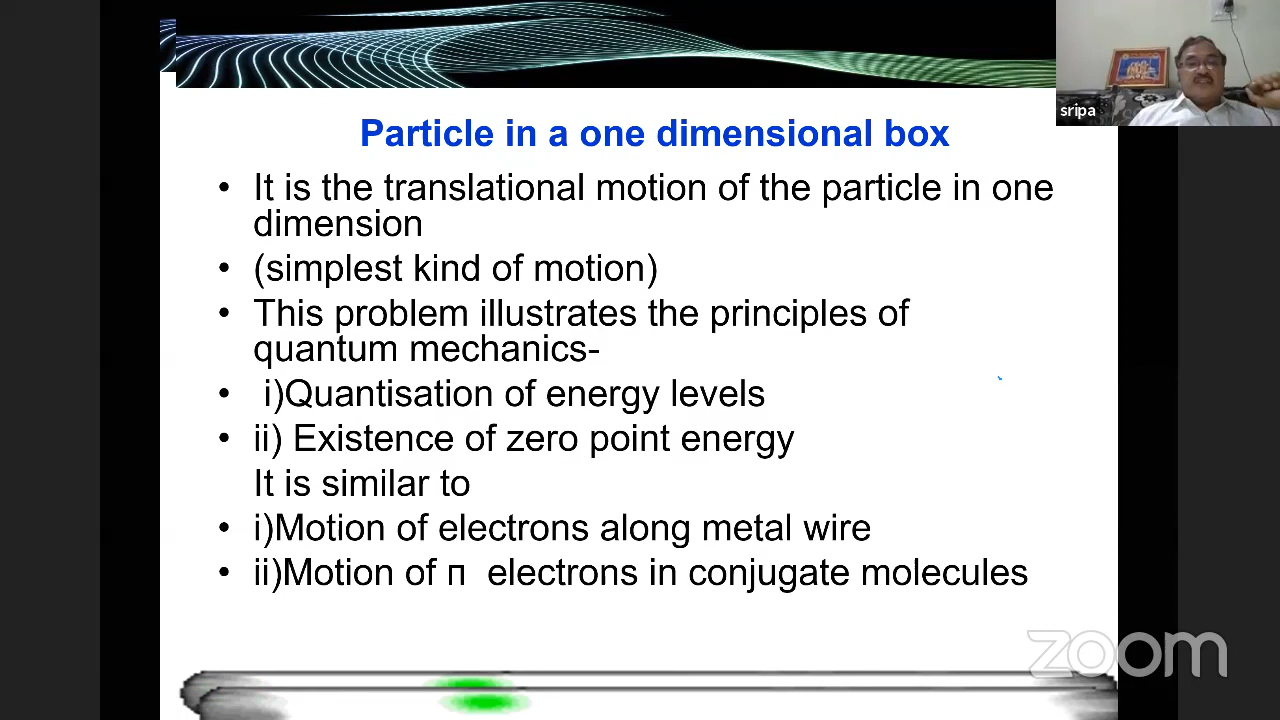 sripa
Particle in a one dimensional box
• It is the translational motion of the particle in one
dimension
• (simplest kind of motion)
• This problem illustrates the principles of
quantum mechanics-
• i)Quantisation of energy levels
• ii) Existence of zero point energy
It is similar to
• i)Motion of electrons along metal wire
• ii)Motion of п electrons in conjugate molecules
zoom